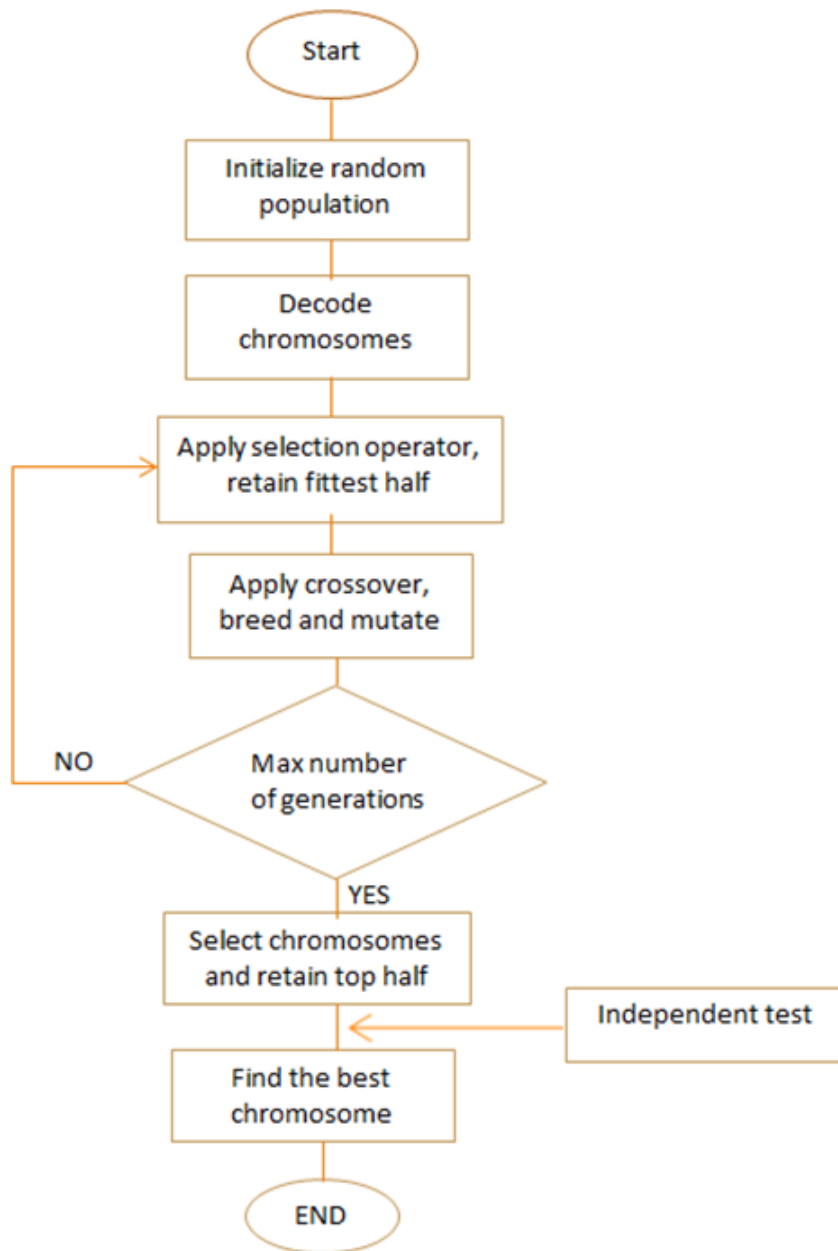 Start
Initialize random
population
Decode
chromosomes
Apply selection operator,
retain fittest half
Apply crossover,
breed and mutate
NO
Max number
of generations
YES
Select chromosomes
and retain top half
Independent test
Find the best
chromosome
END